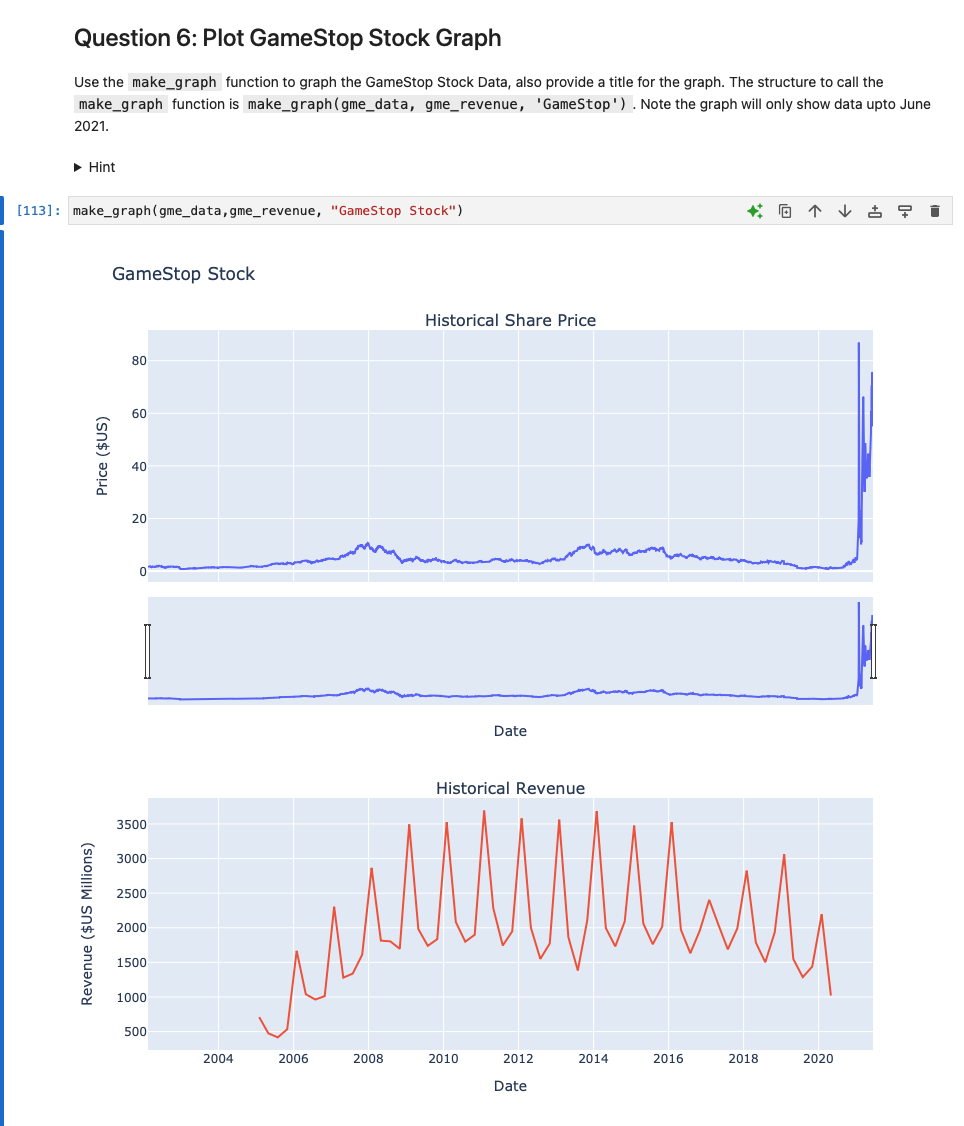 Question 6: Plot GameStop Stock Graph
Use the make_graph function to graph the GameStop Stock Data, also provide a title for the graph. The structure to call the
make_graph function is make_graph(gme_data, gme_revenue, 'GameStop'). Note the graph will only show data upto June
2021.
Hint
[113]: make_graph(gme_data,gme_revenue, "GameStop Stock")
GameStop Stock
Historical Share Price
Price ($US)
80
60
40
20
0
Date
Historical Revenue
Revenue ($US Millions)
3500
3000
2500
2000
1500
1000
500
2004 2006 2008 2010 2012 2014 2016 2018 2020
Date